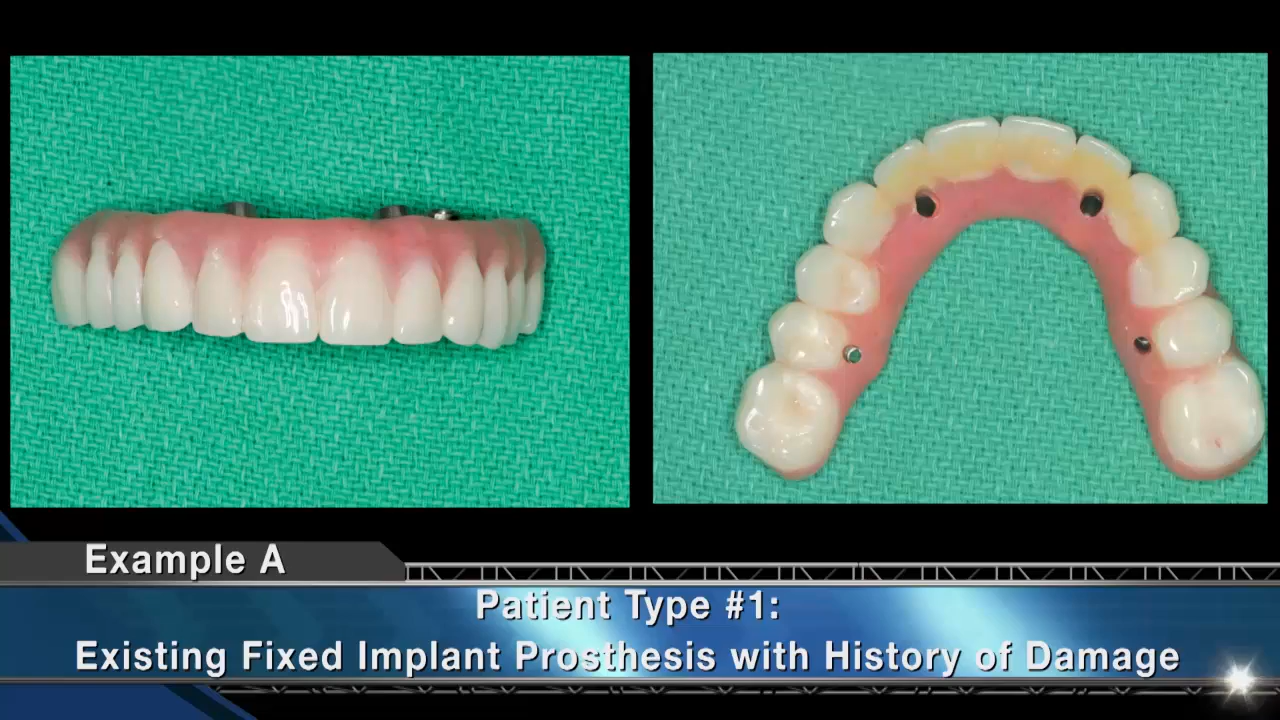 Example A
Patient Type #1:
Existing Fixed Implant Prosthesis with History of Damage